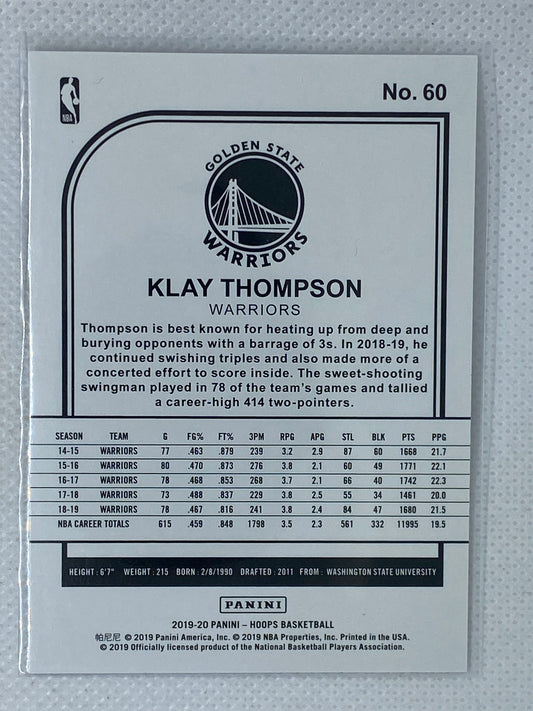 No. 60
NBA
GOLDEN STATE
WARRIORS
KLAY THOMPSON
WARRIORS
Thompson is best known for heating up from deep and
burying opponents with a barrage of 3s. In 2018-19, he
continued swishing triples and also made more of a
concerted effort to score inside. The sweet-shooting
swingman played in 78 of the team's games and tallied
a career-high 414 two-pointers.
SEASON TEAM G FG% FT% 3PM RPG APG STL BLK PTS PPG
14-15 WARRIORS 77 .463 .879 239 3.2 2.9 87 60 1668 21.7
15-16 WARRIORS 80 .470 .873 276 3.8 2.1 60 49 1771 22.1
16-17 WARRIORS 78 .468 .853 268 3.7 2.1 66 40 1742 22.3
17-18 WARRIORS 73 .488 .837 229 3.8 2.5 55 34 1461 20.0
18-19 WARRIORS 78 .467 .816 241 3.8 2.4 84 47 1680 21.5
NBA CAREER TOTALS 615 .459 .848 1798 3.5 2.3 561 332 11995 19.5
HEIGHT: 6'7" WEIGHT: 215 BORN: 2/8/1990 DRAFTED: 2011 FROM: WASHINGTON STATE UNIVERSITY
PANINI
2019-20 PANINI – HOOPS BASKETBALL
帕尼尼 © 2019 Panini America, Inc. © 2019 NBA Properties, Inc. Printed in the USA.
© 2019 Officially licensed product of the National Basketball Players Association.